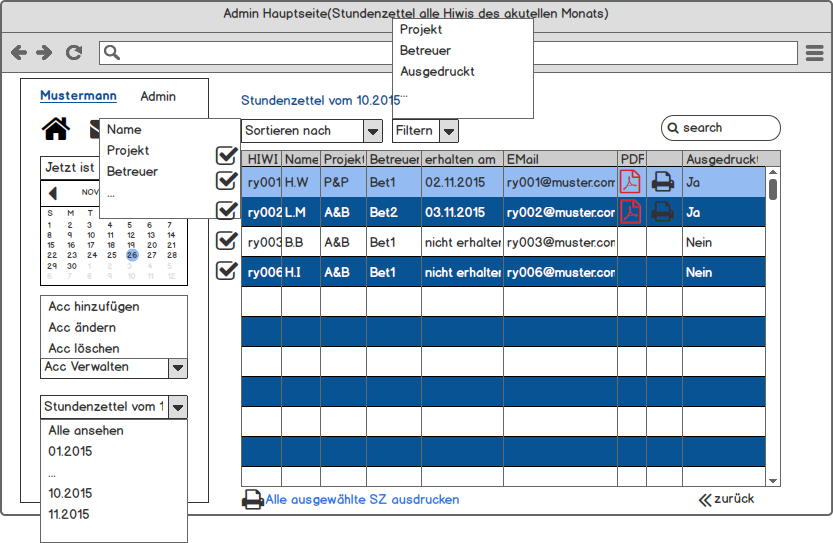 Admin Hauptseite(Stundenzettel alle Hiwis des akutellen Monats)
Projekt
Betreuer
Ausgedruckt
...
Mustermann Admin
Stundenzettel vom 10.2015
Name
Projekt
Betreuer
...
Sortieren nach
Filtern
search
Jetzt ist
NOV
S M T
1 2 3 4 5 6 7
8 9 10 11 12 13 14
15 16 17 18 19 20 21
22 23 24 25 26 27 28
29 30 1 2 3 4 5
6 7 8 9 10 11 12
HIWI Name Projekt Betreuer erhalten am EMail PDF Ausgedruckt
ry001 H.W P&P Bet1 02.11.2015 ry001@muster.com Ja
ry002 L.M A&B Bet2 03.11.2015 ry002@muster.com Ja
ry003 B.B A&B Bet1 nicht erhalten ry003@muster.com Nein
ry006 H.I A&B Bet1 nicht erhalten ry006@muster.com Nein
Acc hinzufügen
Acc ändern
Acc löschen
Acc Verwalten
Stundenzettel vom 1
Alle ansehen
01.2015
...
10.2015
11.2015
Alle ausgewählte SZ ausdrucken
zurück